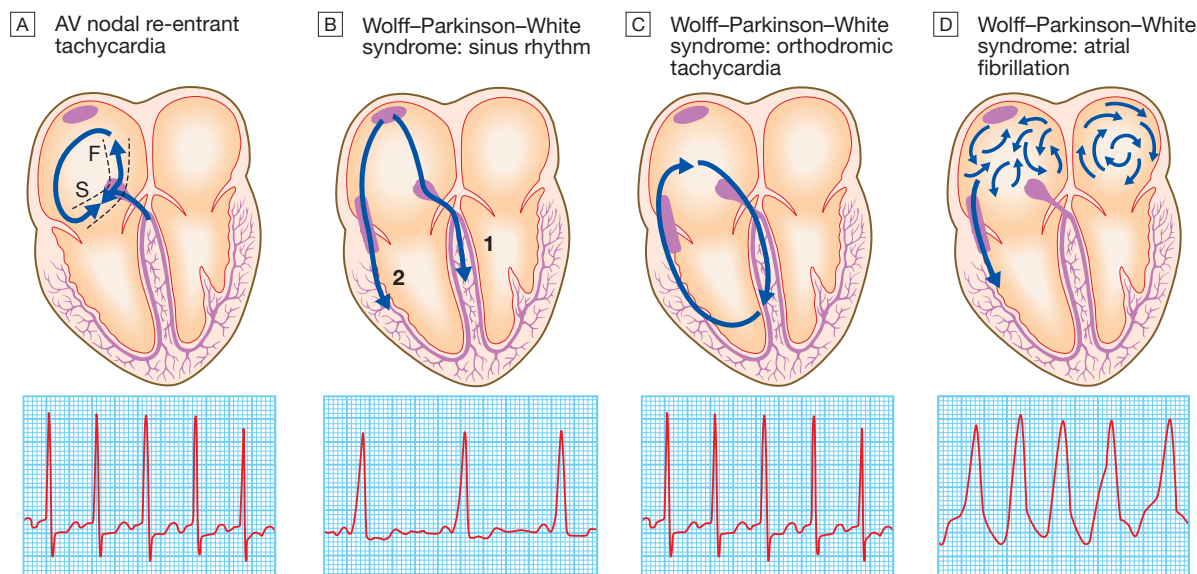 A
AV nodal re-entrant
tachycardia
B
Wolff–Parkinson–White
syndrome: sinus rhythm
C
Wolff–Parkinson–White
syndrome: orthodromic
tachycardia
D
Wolff–Parkinson–White
syndrome: atrial
fibrillation
F
S
1
2